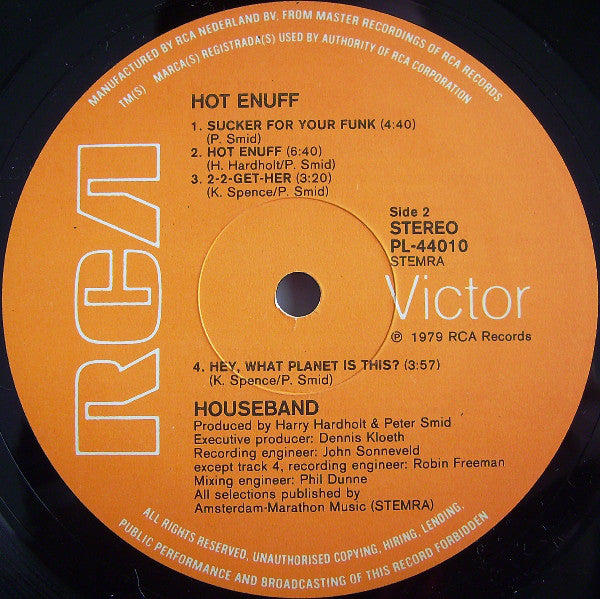 MANUFACTURED BY RCA NEDERLAND BV, FROM MASTER RECORDINGS OF RCA RECORDS
TM(S) MARCA(S) REGISTRADA(S) USED BY AUTHORITY OF RCA CORPORATION
RCA
HOT ENUFF
1. SUCKER FOR YOUR FUNK (4:40)
(P. Smid)
2. HOT ENUFF (6:40)
(H. Hardholt/P. Smid)
3. 2-2-GET-HER (3:20)
(K. Spence/P. Smid)
Side 2
STEREO
PL-44010
STEMRA
Victor
℗ 1979 RCA Records
4. HEY, WHAT PLANET IS THIS? (3:57)
(K. Spence/P. Smid)
HOUSEBAND
Produced by Harry Hardholt & Peter Smid
Executive producer: Dennis Kloeth
Recording engineer: John Sonneveld
except track 4, recording engineer: Robin Freeman
Mixing engineer: Phil Dunne
All selections published by
Amsterdam-Marathon Music (STEMRA)
ALL RIGHTS RESERVED, UNAUTHORISED COPYING, HIRING, LENDING,
PUBLIC PERFORMANCE AND BROADCASTING OF THIS RECORD FORBIDDEN